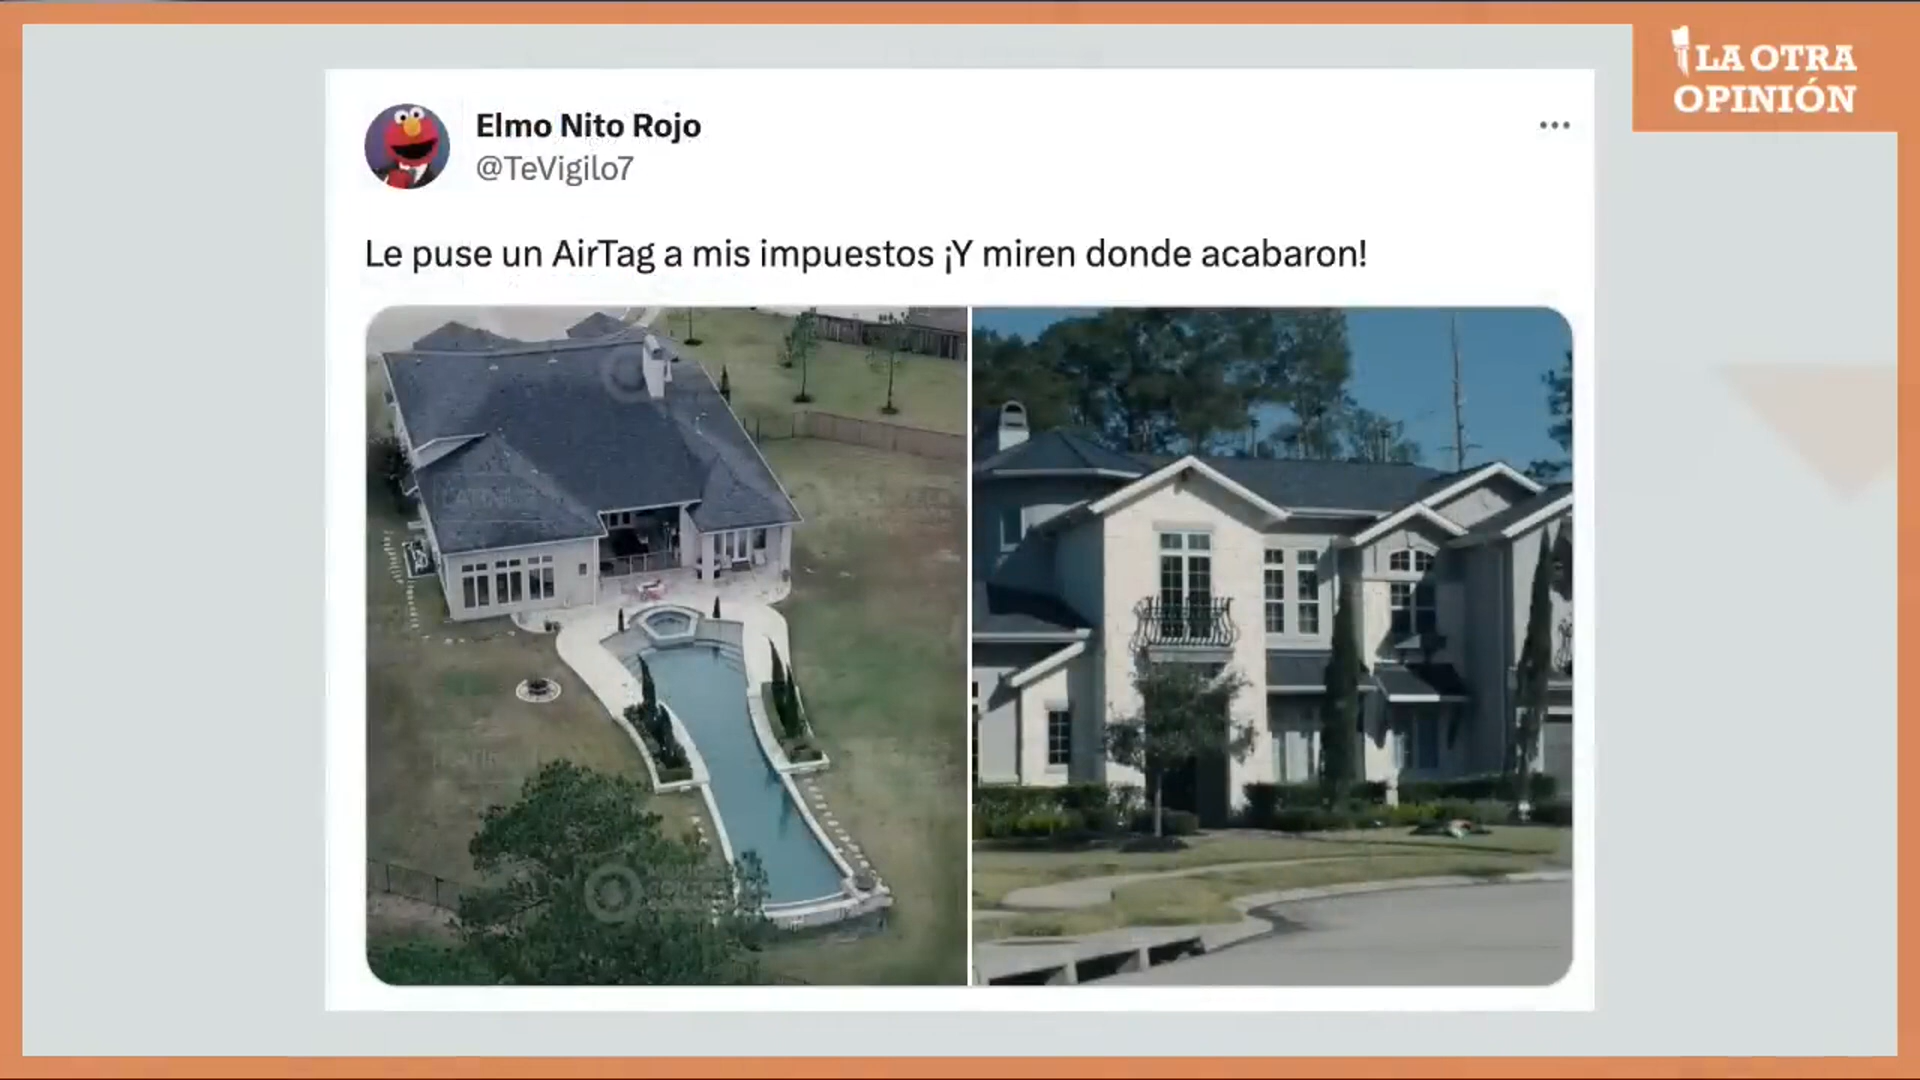 LA OTRA
OPINIÓN
Elmo Nito Rojo
@TeVigilo7
Le puse un AirTag a mis impuestos ¡Y miren donde acabaron!